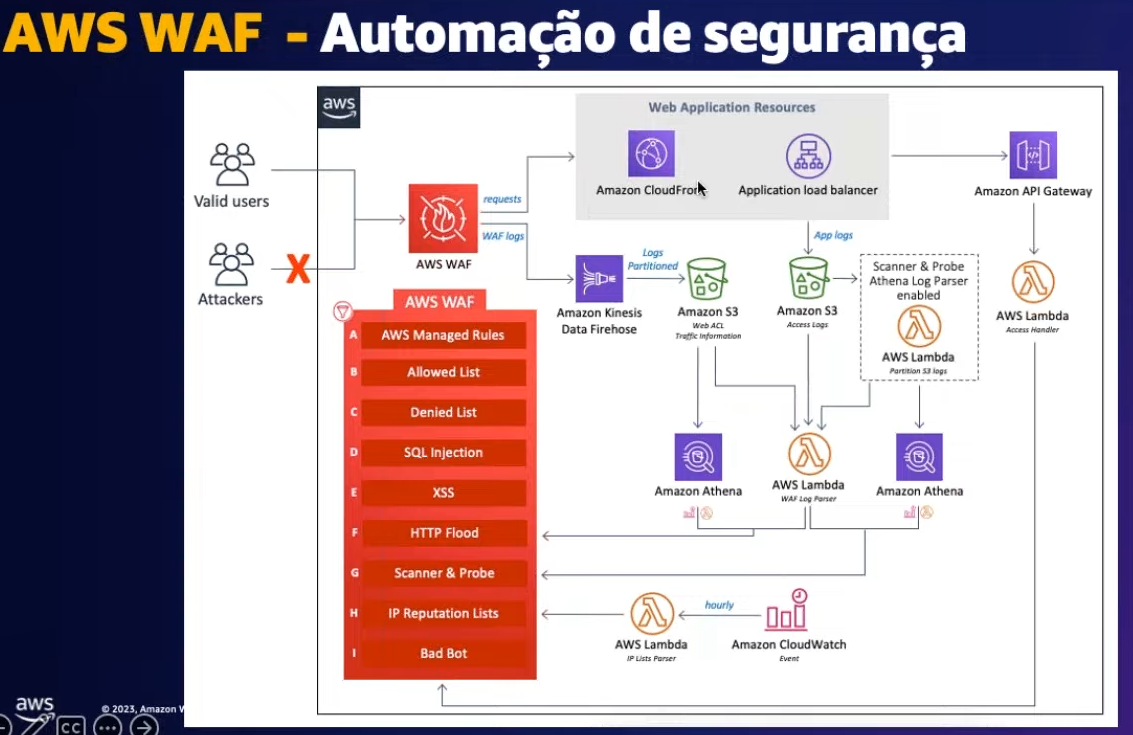 AWS WAF - Automação de segurança
aws
Web Application Resources
Valid users
Attackers
X
AWS WAF
requests
WAF logs
Amazon CloudFron
Application load balancer
Amazon API Gateway
App logs
Logs
Partitioned
Amazon Kinesis
Data Firehose
Amazon S3
Web ACL
Traffic Information
Amazon S3
Access Logs
Scanner & Probe
Athena Log Parser
enabled
AWS Lambda
Partition S3 logs
AWS Lambda
Access Handler
AWS WAF
A AWS Managed Rules
B Allowed List
C Denied List
D SQL Injection
E XSS
F HTTP Flood
G Scanner & Probe
H IP Reputation Lists
I Bad Bot
Amazon Athena
AWS Lambda
WAF Log Parser
Amazon Athena
hourly
AWS Lambda
IP Lists Parser
Amazon CloudWatch
Event
aws
© 2023, Amazon W
CC